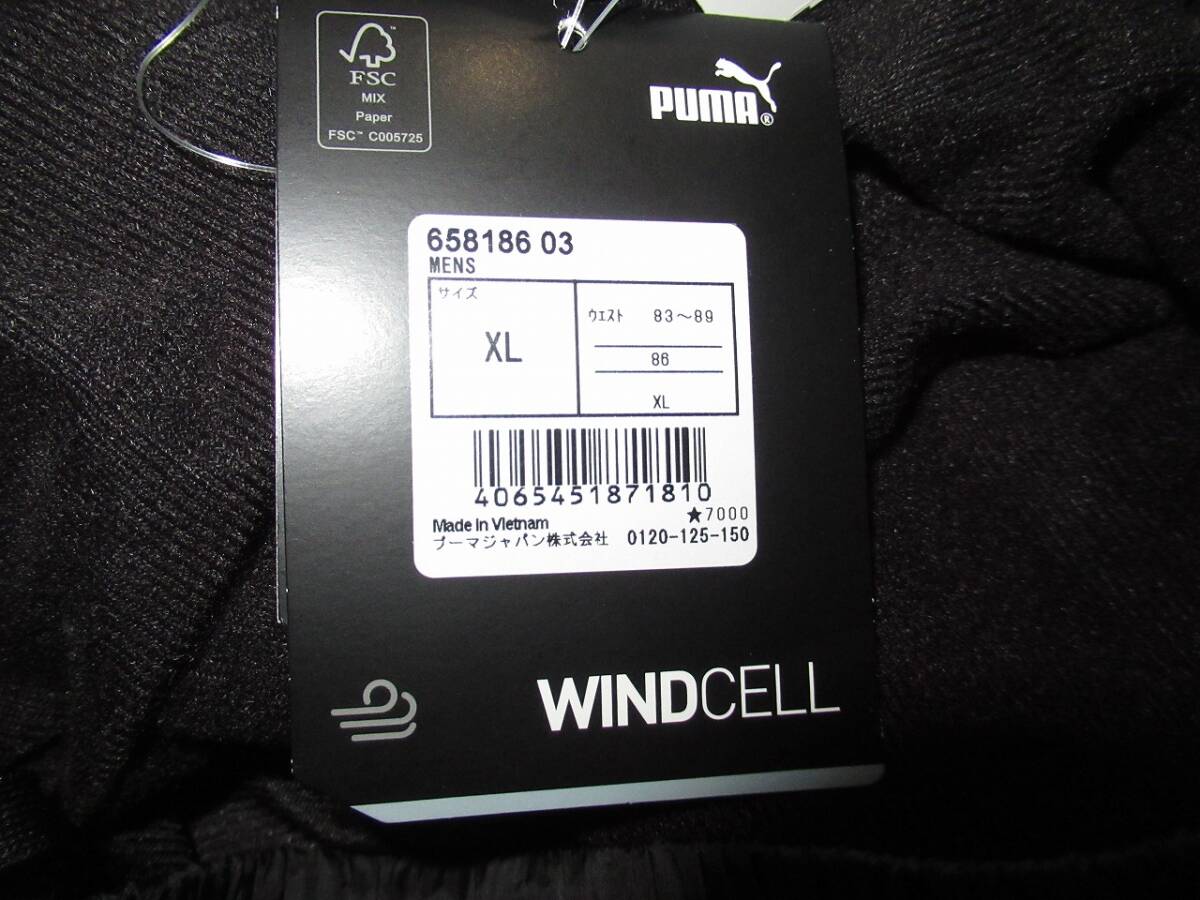 FSC™
MIX
Paper
FSC™ C005725
PUMA®
658186 03
MENS
サイズ
XL
ｳｴｽﾄ 83～89
86
XL
4065451871810
★7000
Made in Vietnam
プーマジャパン株式会社 0120-125-150
WINDCELL